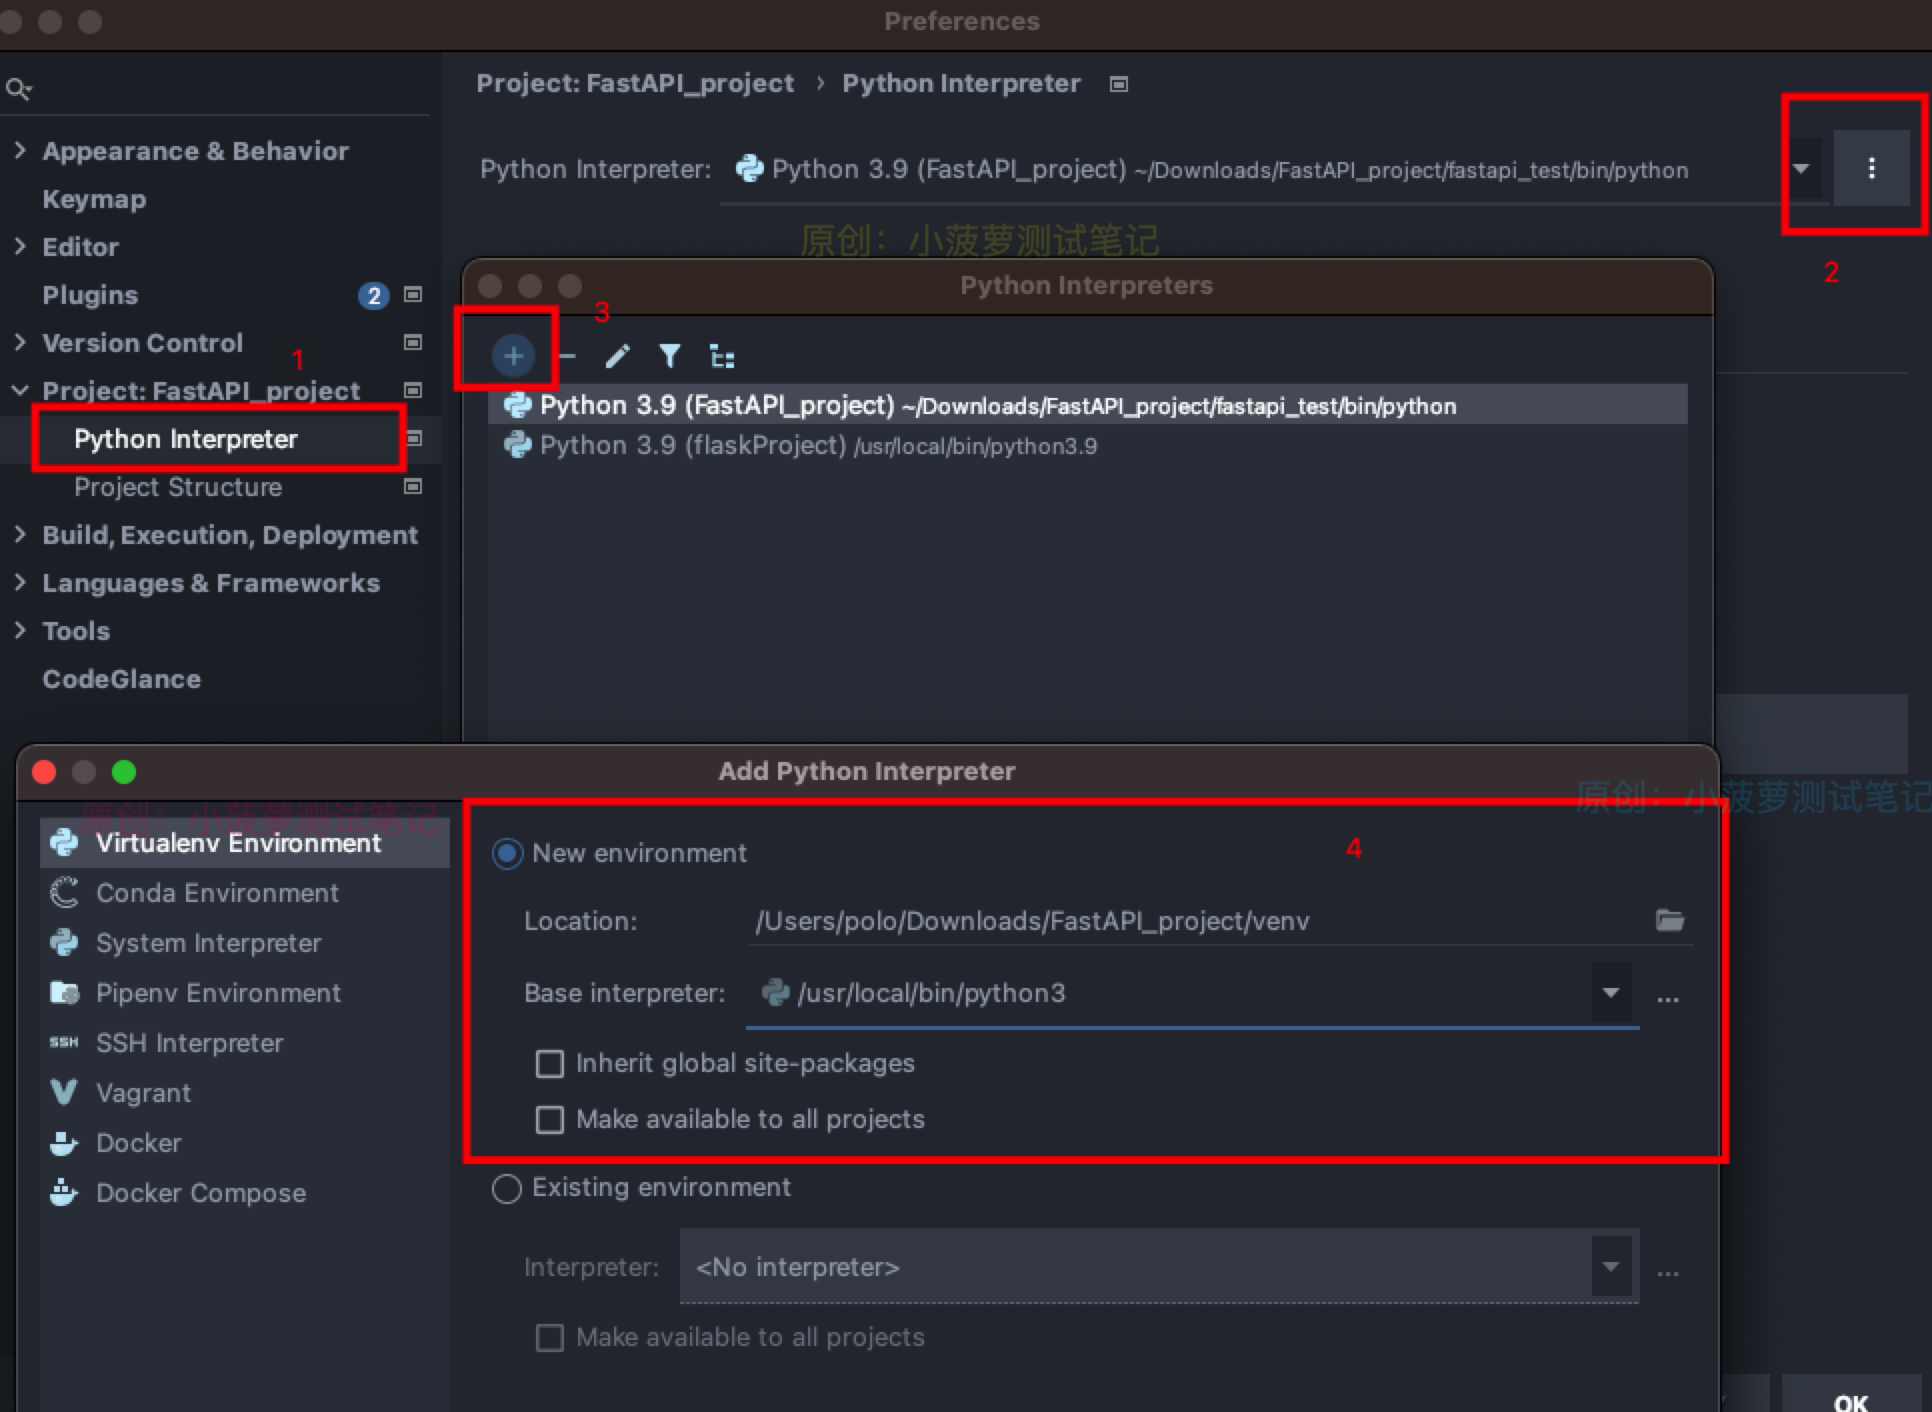 Preferences
Project: FastAPI_project › Python Interpreter
Appearance & Behavior
Keymap
Editor
Plugins 2
Version Control
1
Project: FastAPI_project
Python Interpreter
Project Structure
Build, Execution, Deployment
Languages & Frameworks
Tools
CodeGlance
Python Interpreter: Python 3.9 (FastAPI_project) ~/Downloads/FastAPI_project/fastapi_test/bin/python
2
原创：小菠萝测试笔记
Python Interpreters
3
Python 3.9 (FastAPI_project) ~/Downloads/FastAPI_project/fastapi_test/bin/python
Python 3.9 (flaskProject) /usr/local/bin/python3.9
Add Python Interpreter
原创：小菠萝测试笔记
原创：小菠萝测试笔记
Virtualenv Environment
Conda Environment
System Interpreter
Pipenv Environment
SSH SSH Interpreter
Vagrant
Docker
Docker Compose
New environment
4
Location: /Users/polo/Downloads/FastAPI_project/venv
Base interpreter: /usr/local/bin/python3 ...
Inherit global site-packages
Make available to all projects
Existing environment
Interpreter: <No interpreter> ...
Make available to all projects
OK